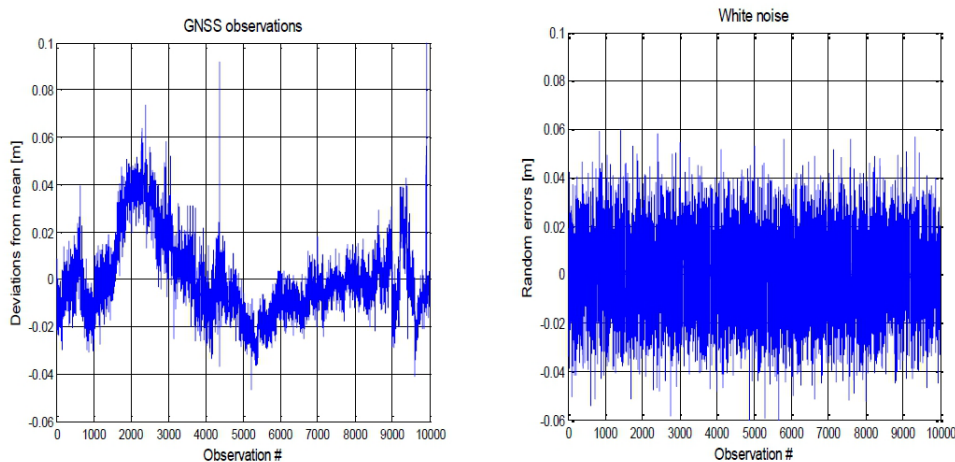 GNSS observations
Deviations from mean [m]
0.1
0.08
0.06
0.04
0.02
0
-0.02
-0.04
-0.06
0 1000 2000 3000 4000 5000 6000 7000 8000 9000 10000
Observation #
White noise
Random errors [m]
0.1
0.08
0.06
0.04
0.02
0
-0.02
-0.04
-0.06
0 1000 2000 3000 4000 5000 6000 7000 8000 9000 10000
Observation #